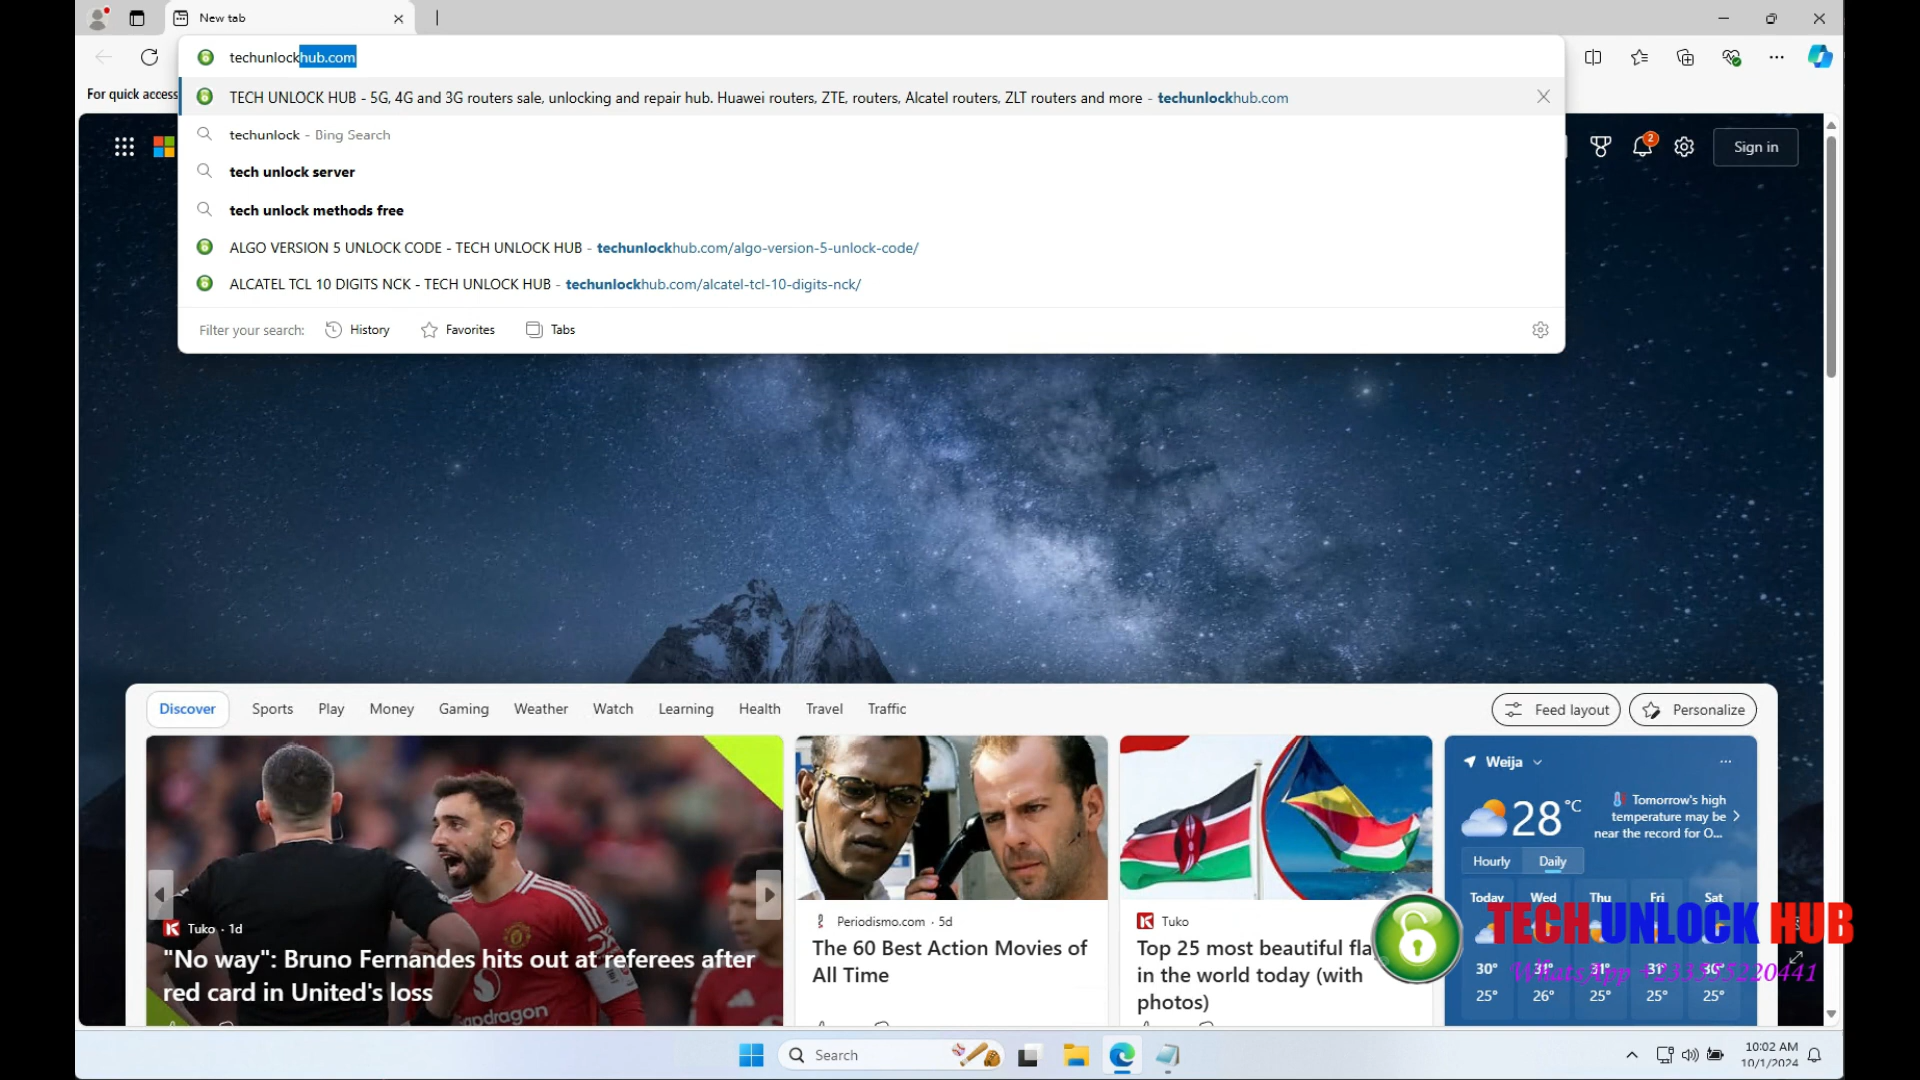 New tab
techunlockhub.com
For quick access
TECH UNLOCK HUB - 5G, 4G and 3G routers sale, unlocking and repair hub. Huawei routers, ZTE, routers, Alcatel routers, ZLT routers and more - techunlockhub.com
techunlock - Bing Search
tech unlock server
tech unlock methods free
ALGO VERSION 5 UNLOCK CODE - TECH UNLOCK HUB - techunlockhub.com/algo-version-5-unlock-code/
ALCATEL TCL 10 DIGITS NCK - TECH UNLOCK HUB - techunlockhub.com/alcatel-tcl-10-digits-nck/
Filter your search: History Favorites Tabs
2
Sign in
Discover Sports Play Money Gaming Weather Watch Learning Health Travel Traffic
Feed layout Personalize
Tuko · 1d
"No way": Bruno Fernandes hits out at referees after
red card in United's loss
Periodismo.com · 5d
The 60 Best Action Movies of
All Time
Tuko
Top 25 most beautiful
in the world today (with
photos)
Weija
28 °C
Tomorrow's high
temperature may be
near the record for O...
Hourly Daily
Today Wed Thu Fri Sat
30° 31° 31° 31° 30°
25° 26° 25° 25° 25°
TECH UNLOCK HUB
WhatsApp +233555220441
Search
10:02 AM
10/1/2024